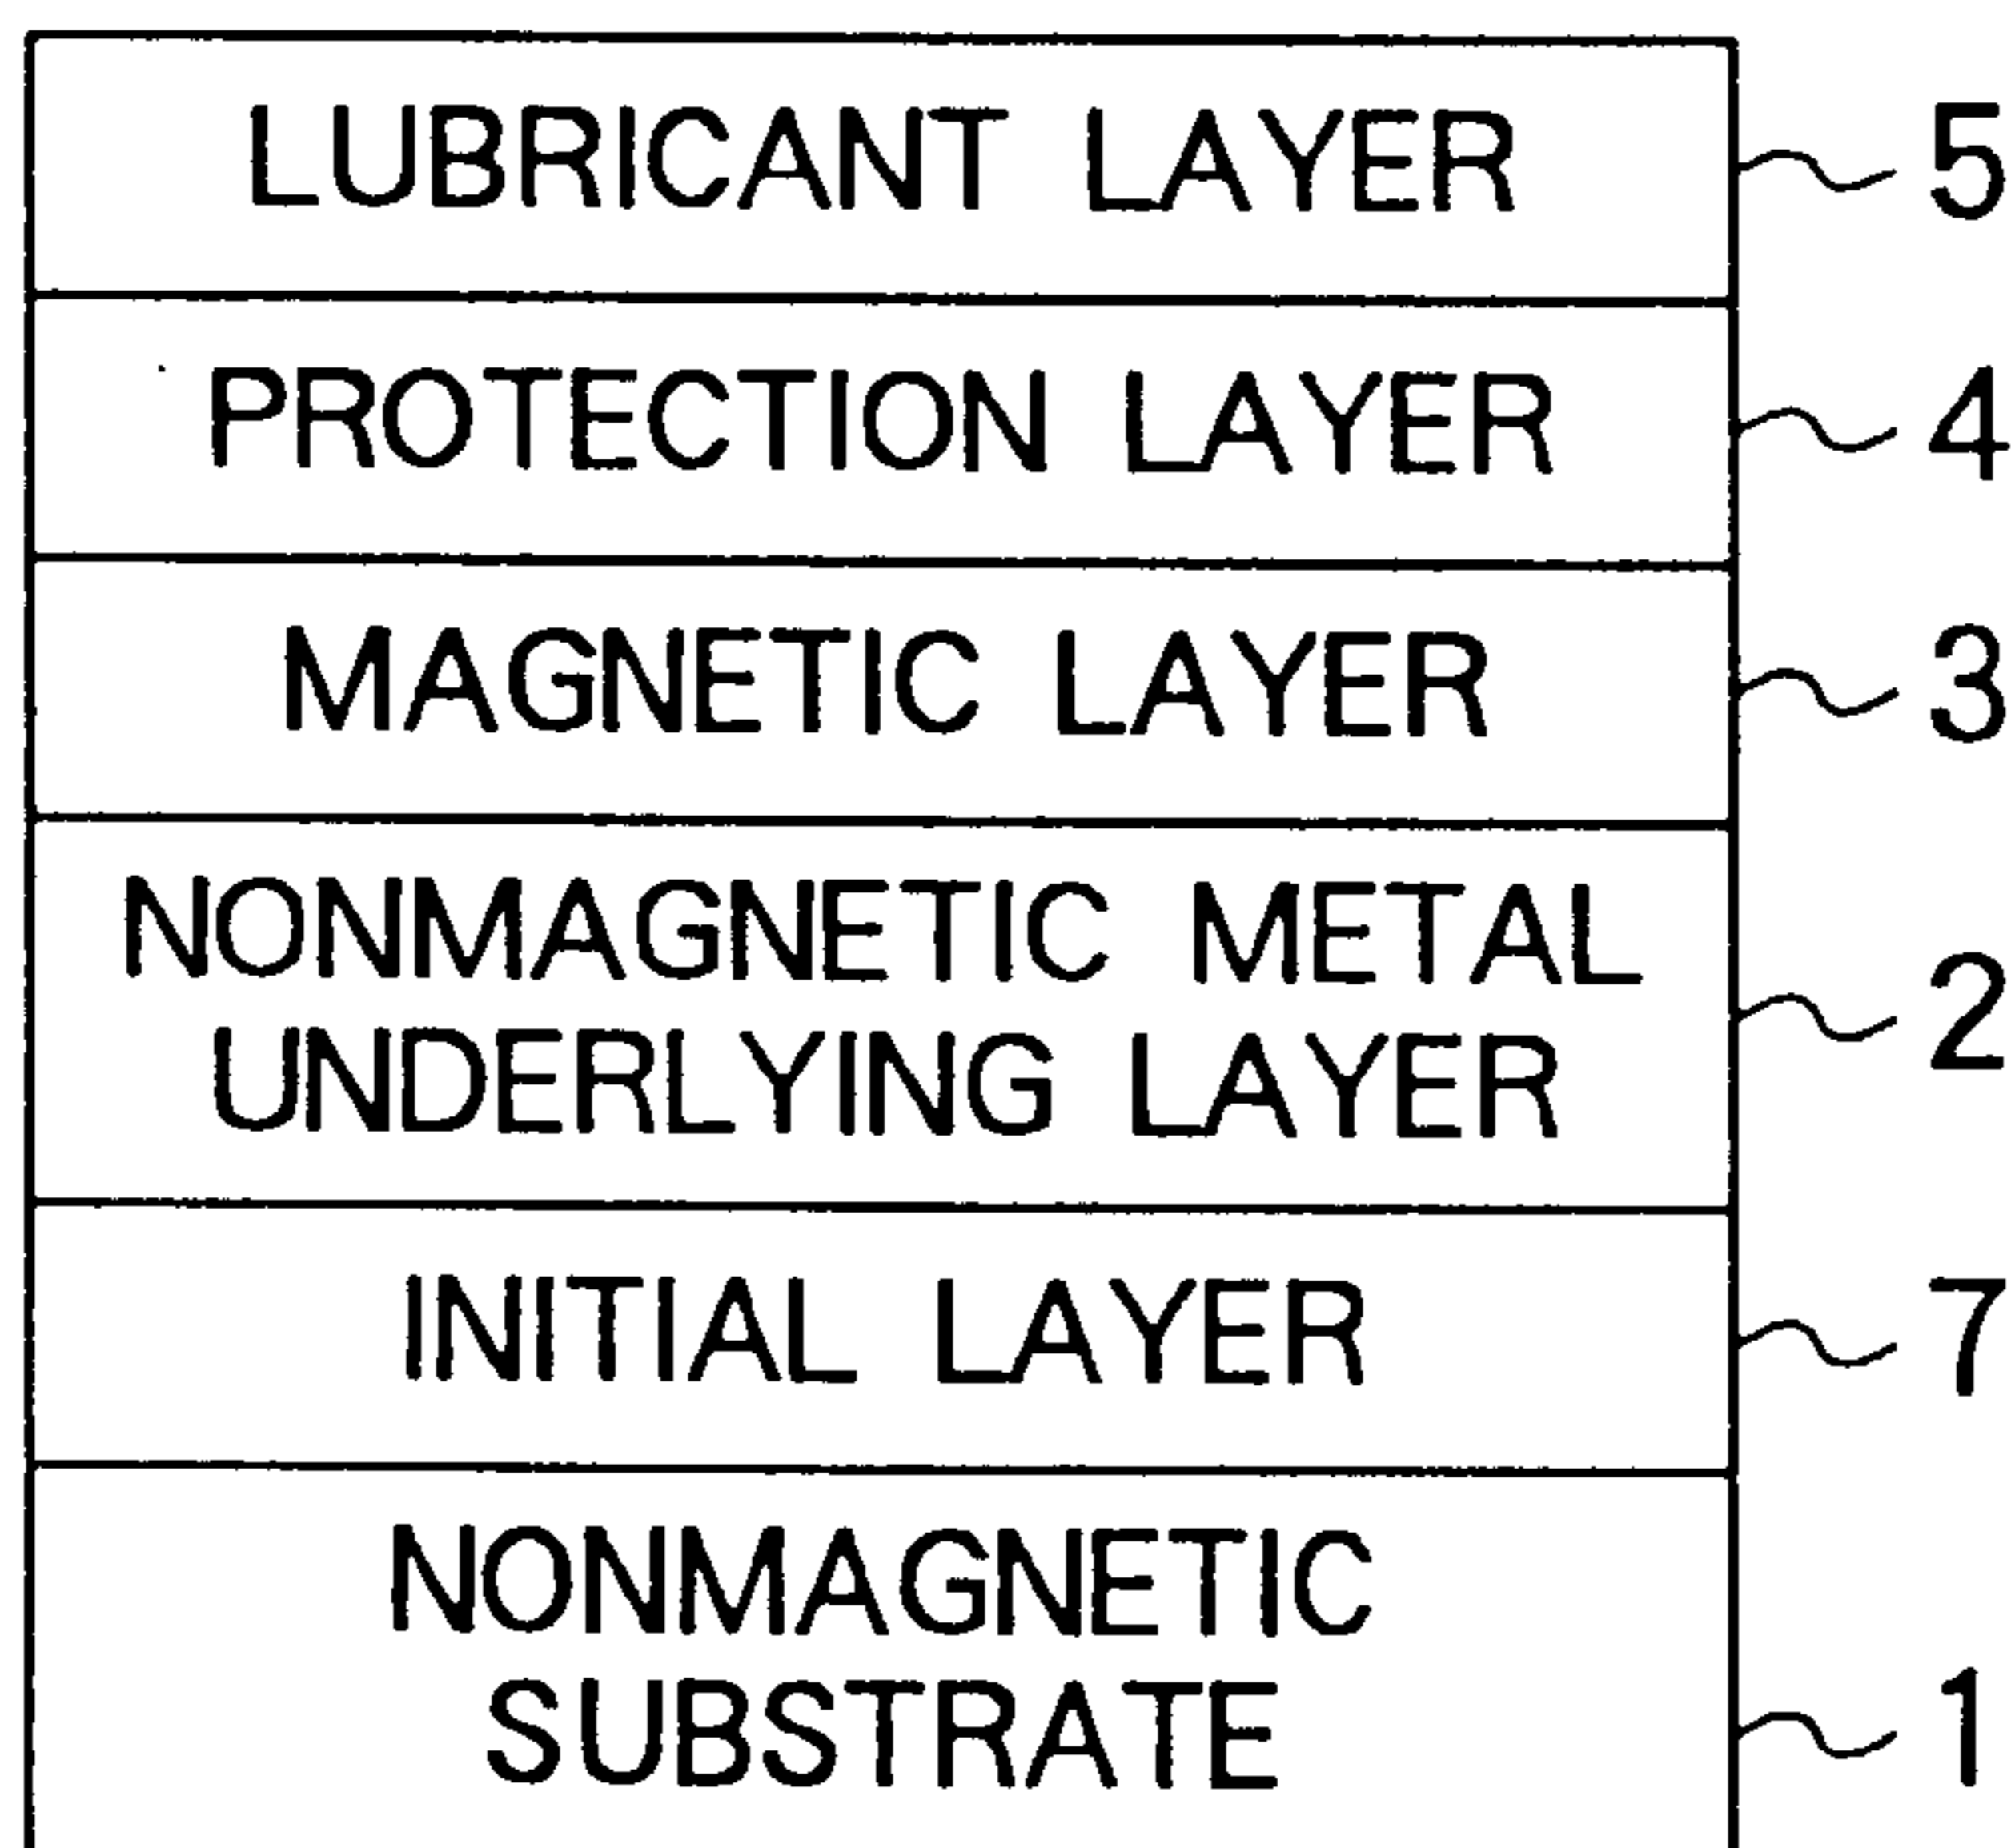 LUBRICANT LAYER 5
PROTECTION LAYER 4
MAGNETIC LAYER 3
NONMAGNETIC METAL
UNDERLYING LAYER 2
INITIAL LAYER 7
NONMAGNETIC
SUBSTRATE 1